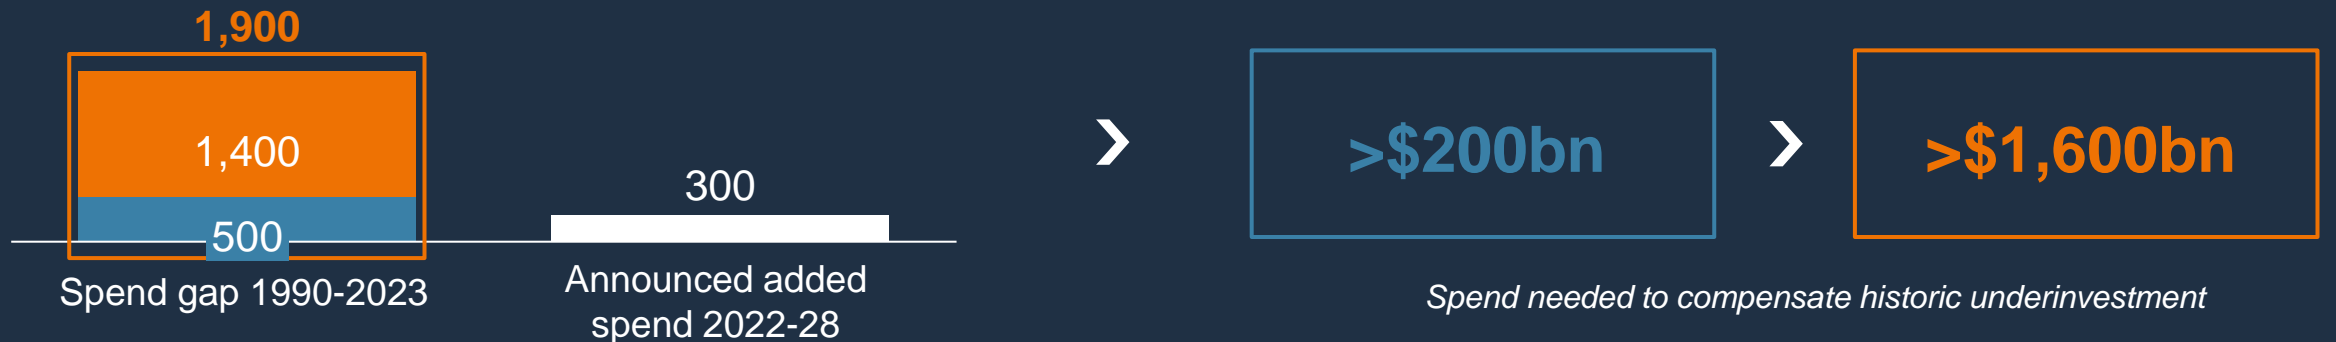 1,900
1,400
500
Spend gap 1990-2023
300
Announced added
spend 2022-28
>$200bn
>$1,600bn
Spend needed to compensate historic underinvestment